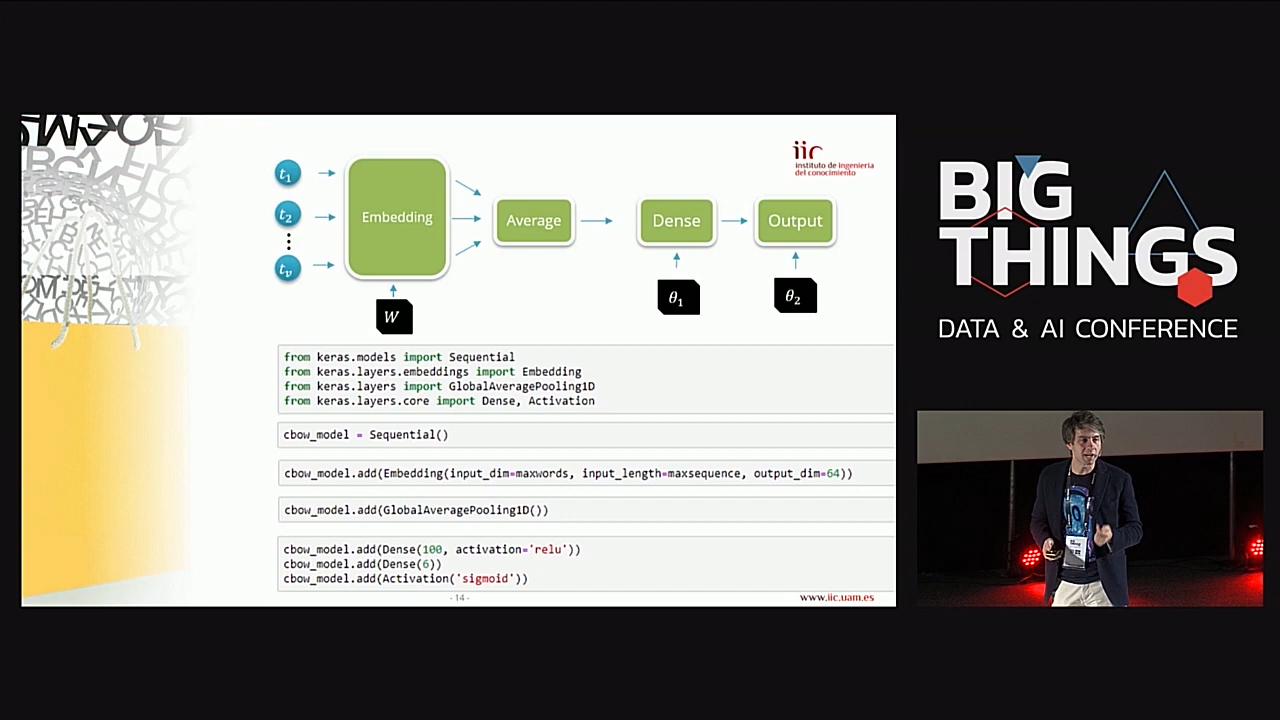 t1
t2
tv
Embedding
Average
Dense
Output
W
θ1
θ2
iic
instituto de ingeniería
del conocimiento
from keras.models import Sequential
from keras.layers.embeddings import Embedding
from keras.layers import GlobalAveragePooling1D
from keras.layers.core import Dense, Activation
cbow_model = Sequential()
cbow_model.add(Embedding(input_dim=maxwords, input_length=maxsequence, output_dim=64))
cbow_model.add(GlobalAveragePooling1D())
cbow_model.add(Dense(100, activation='relu'))
cbow_model.add(Dense(6))
cbow_model.add(Activation('sigmoid'))
- 14 -
www.iic.uam.es
BIG
THINGS
DATA & AI CONFERENCE